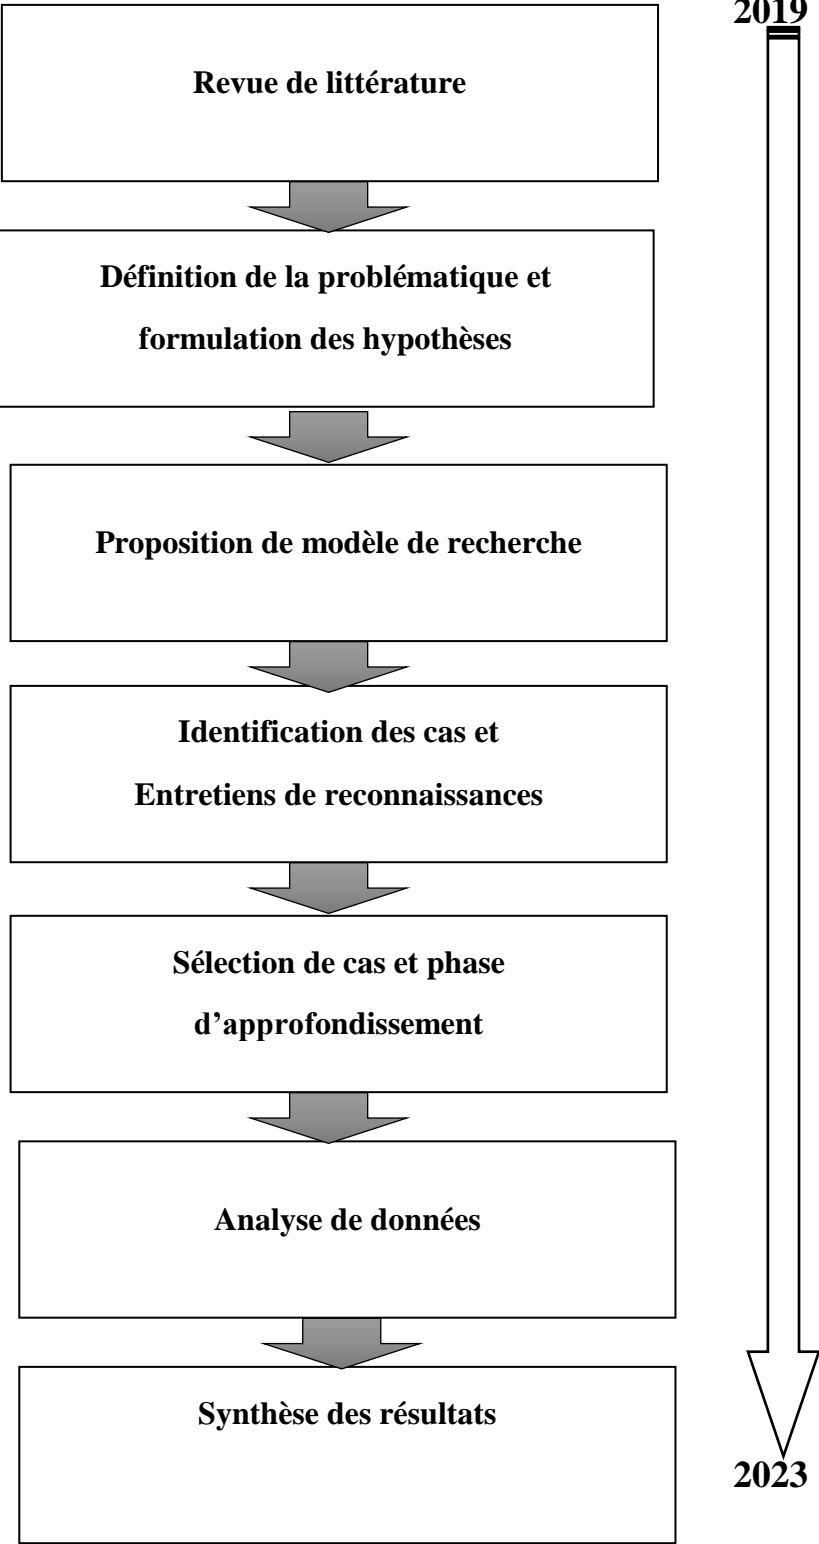 2019
Revue de littérature
Définition de la problématique et
formulation des hypothèses
Proposition de modèle de recherche
Identification des cas et
Entretiens de reconnaissances
Sélection de cas et phase
d’approfondissement
Analyse de données
Synthèse des résultats
2023